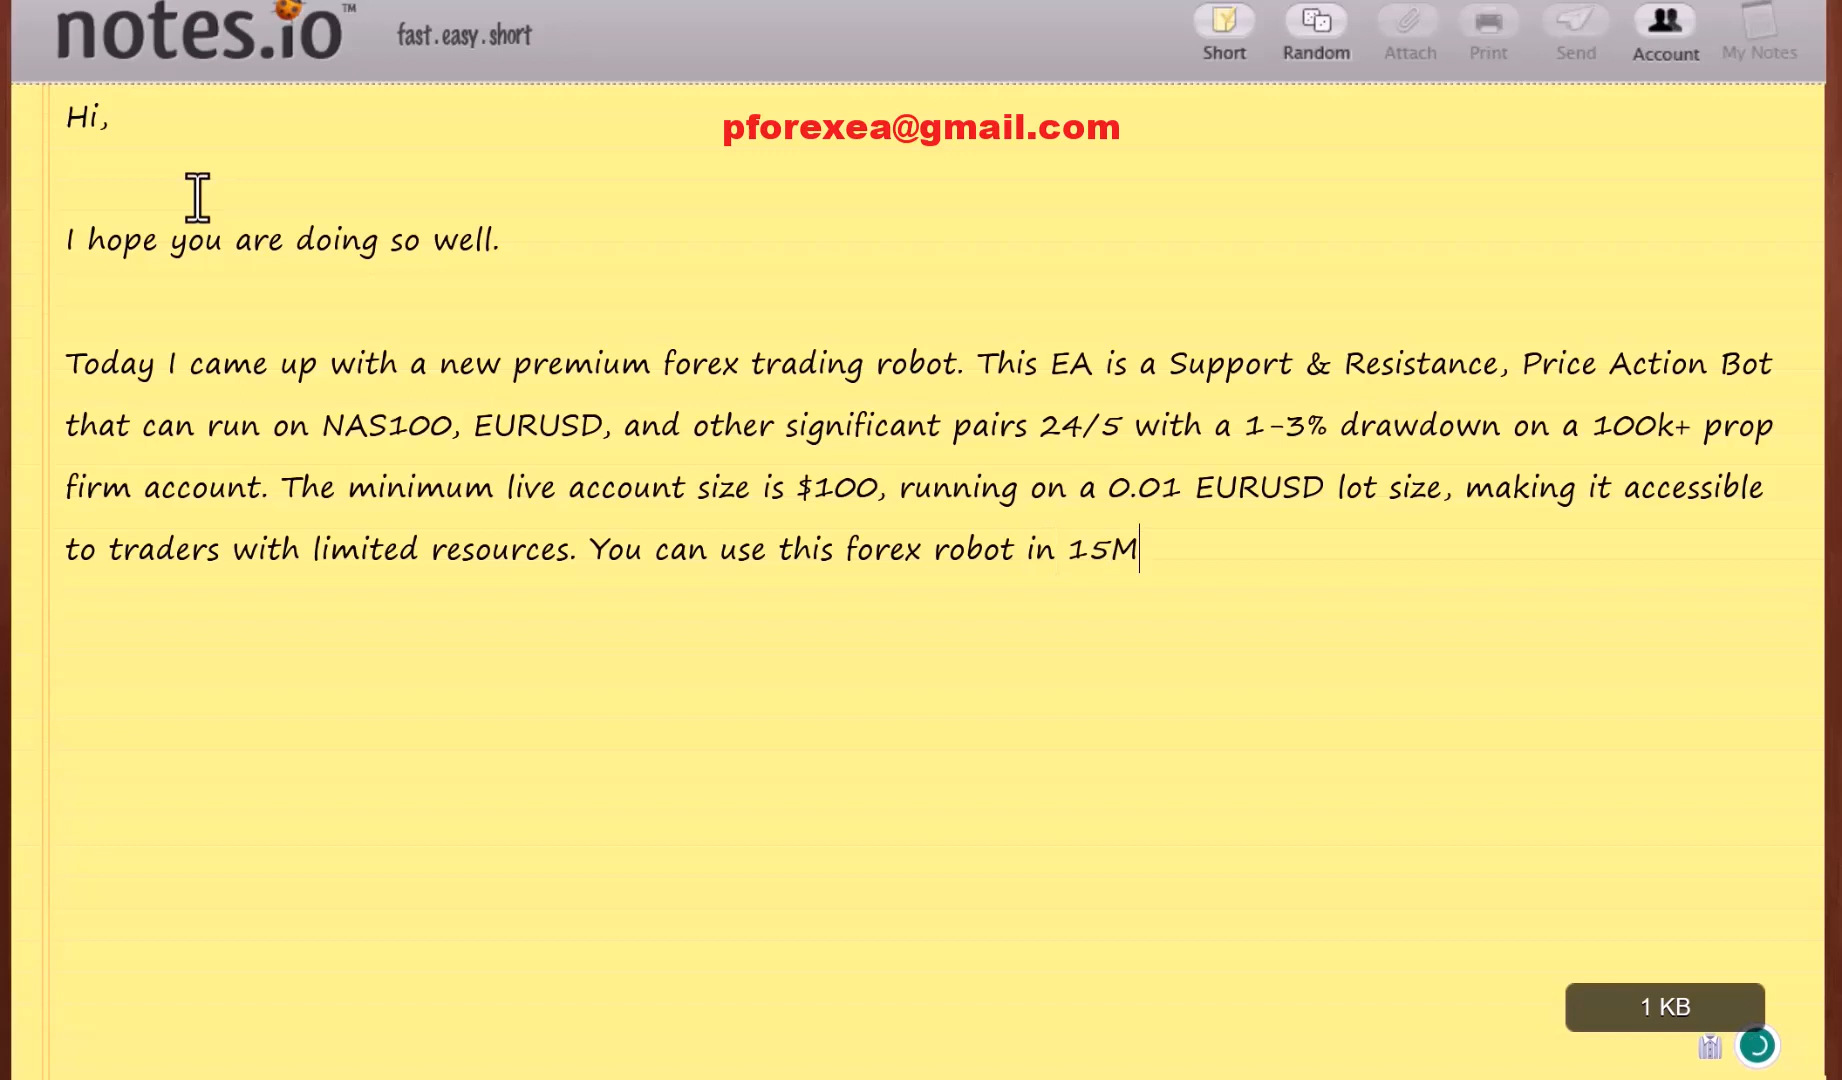 notes.io™ fast.easy.short
Short Random Attach Print Send Account My Notes
Hi,
pforexea@gmail.com
I hope you are doing so well.
Today I came up with a new premium forex trading robot. This EA is a Support & Resistance, Price Action Bot
that can run on NAS100, EURUSD, and other significant pairs 24/5 with a 1-3% drawdown on a 100k+ prop
firm account. The minimum live account size is $100, running on a 0.01 EURUSD lot size, making it accessible
to traders with limited resources. You can use this forex robot in 15M
1 KB